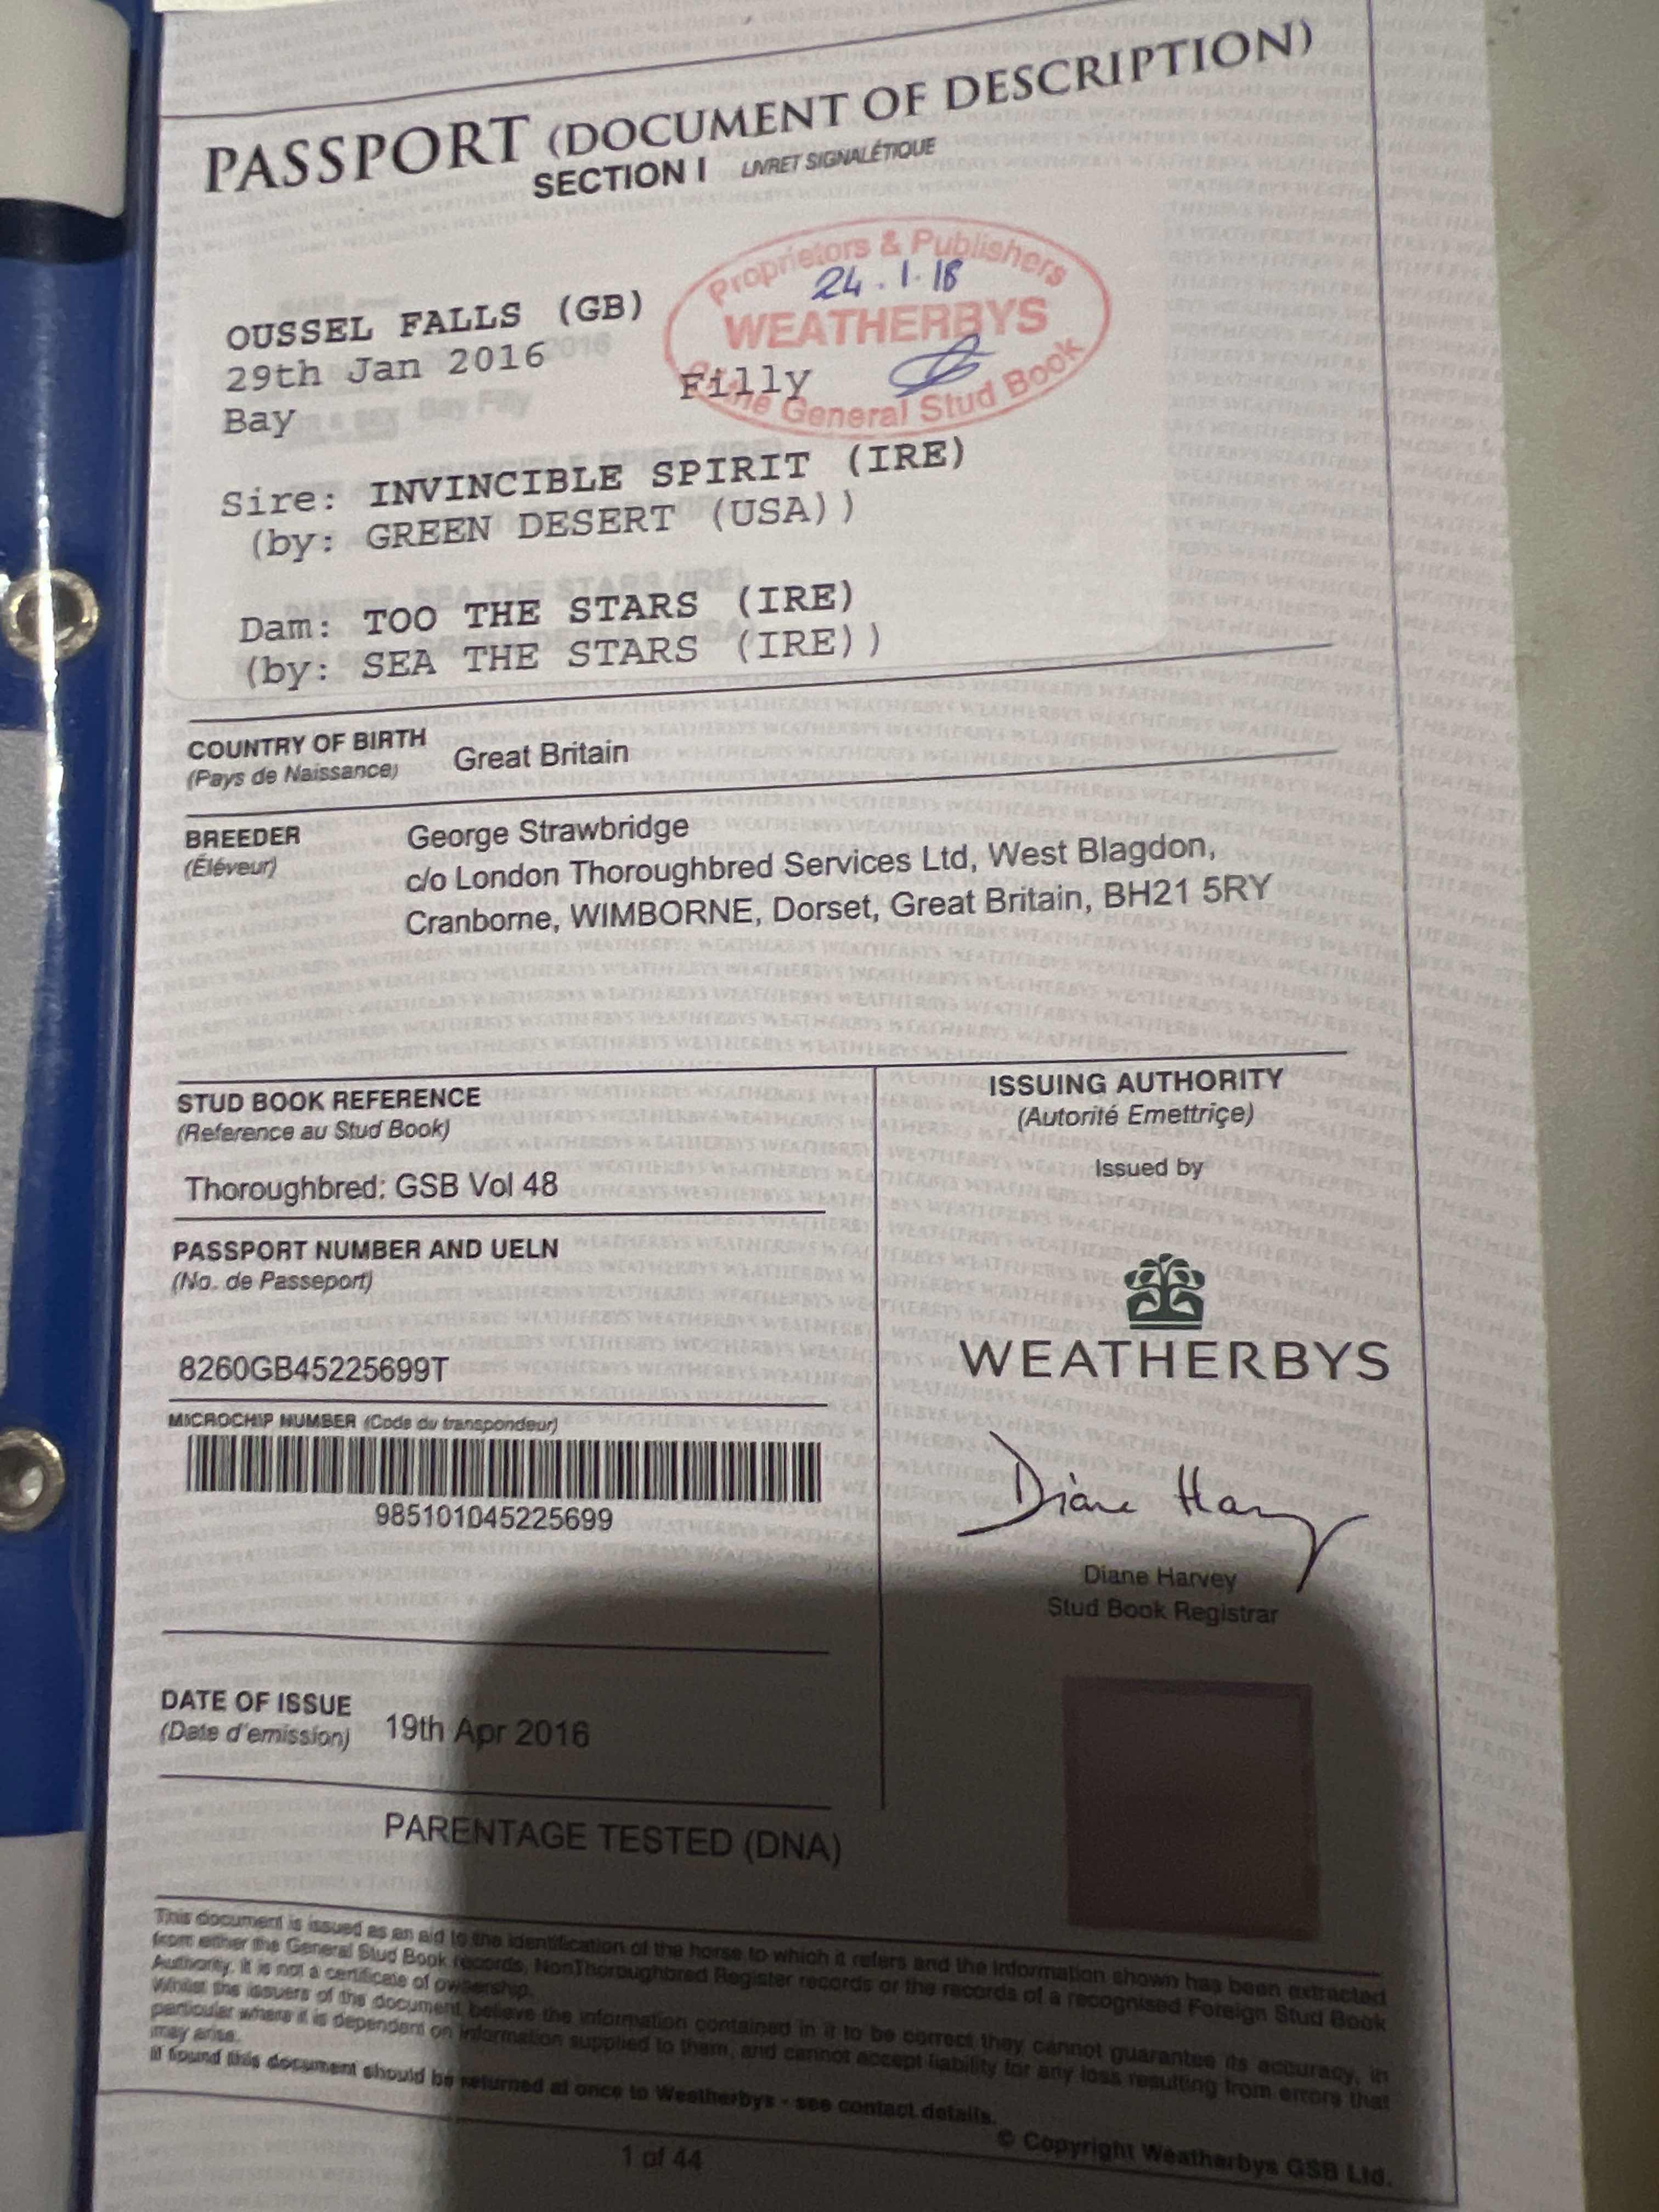 PASSPORT (DOCUMENT OF DESCRIPTION)
SECTION I LIVRET SIGNALÉTIQUE
Proprietors & Publishers
24.1.18
WEATHERBYS
General Stud Book
OUSSEL FALLS (GB)
29th Jan 2016
Bay Filly
Sire: INVINCIBLE SPIRIT (IRE)
(by: GREEN DESERT (USA))
Dam: TOO THE STARS (IRE)
(by: SEA THE STARS (IRE))
COUNTRY OF BIRTH Great Britain
(Pays de Naissance)
BREEDER George Strawbridge
(Éléveur) c/o London Thoroughbred Services Ltd, West Blagdon,
Cranborne, WIMBORNE, Dorset, Great Britain, BH21 5RY
STUD BOOK REFERENCE
(Reference au Stud Book)
Thoroughbred: GSB Vol 48
PASSPORT NUMBER AND UELN
(No. de Passeport)
8260GB45225699T
MICROCHIP NUMBER (Code du transpondeur)
985101045225699
DATE OF ISSUE
(Date d'emission) 19th Apr 2016
ISSUING AUTHORITY
(Autorité Emettriçe)
Issued by
WEATHERBYS
Diane Harvey
Diane Harvey
Stud Book Registrar
PARENTAGE TESTED (DNA)
This document is issued as an aid to the identification of the horse to which it refers and the information shown has been extracted
from either the General Stud Book records, NonThoroughbred Register records or the records of a recognised Foreign Stud Book
Authority. It is not a certificate of ownership.
Whilst the issuers of the document believe the information contained in it to be correct they cannot guarantee its accuracy, in
particular where it is dependent on information supplied to them, and cannot accept liability for any loss resulting from errors that
may arise.
If found this document should be returned at once to Weatherbys - see contact details.
© Copyright Weatherbys GSB Ltd.
1 of 44